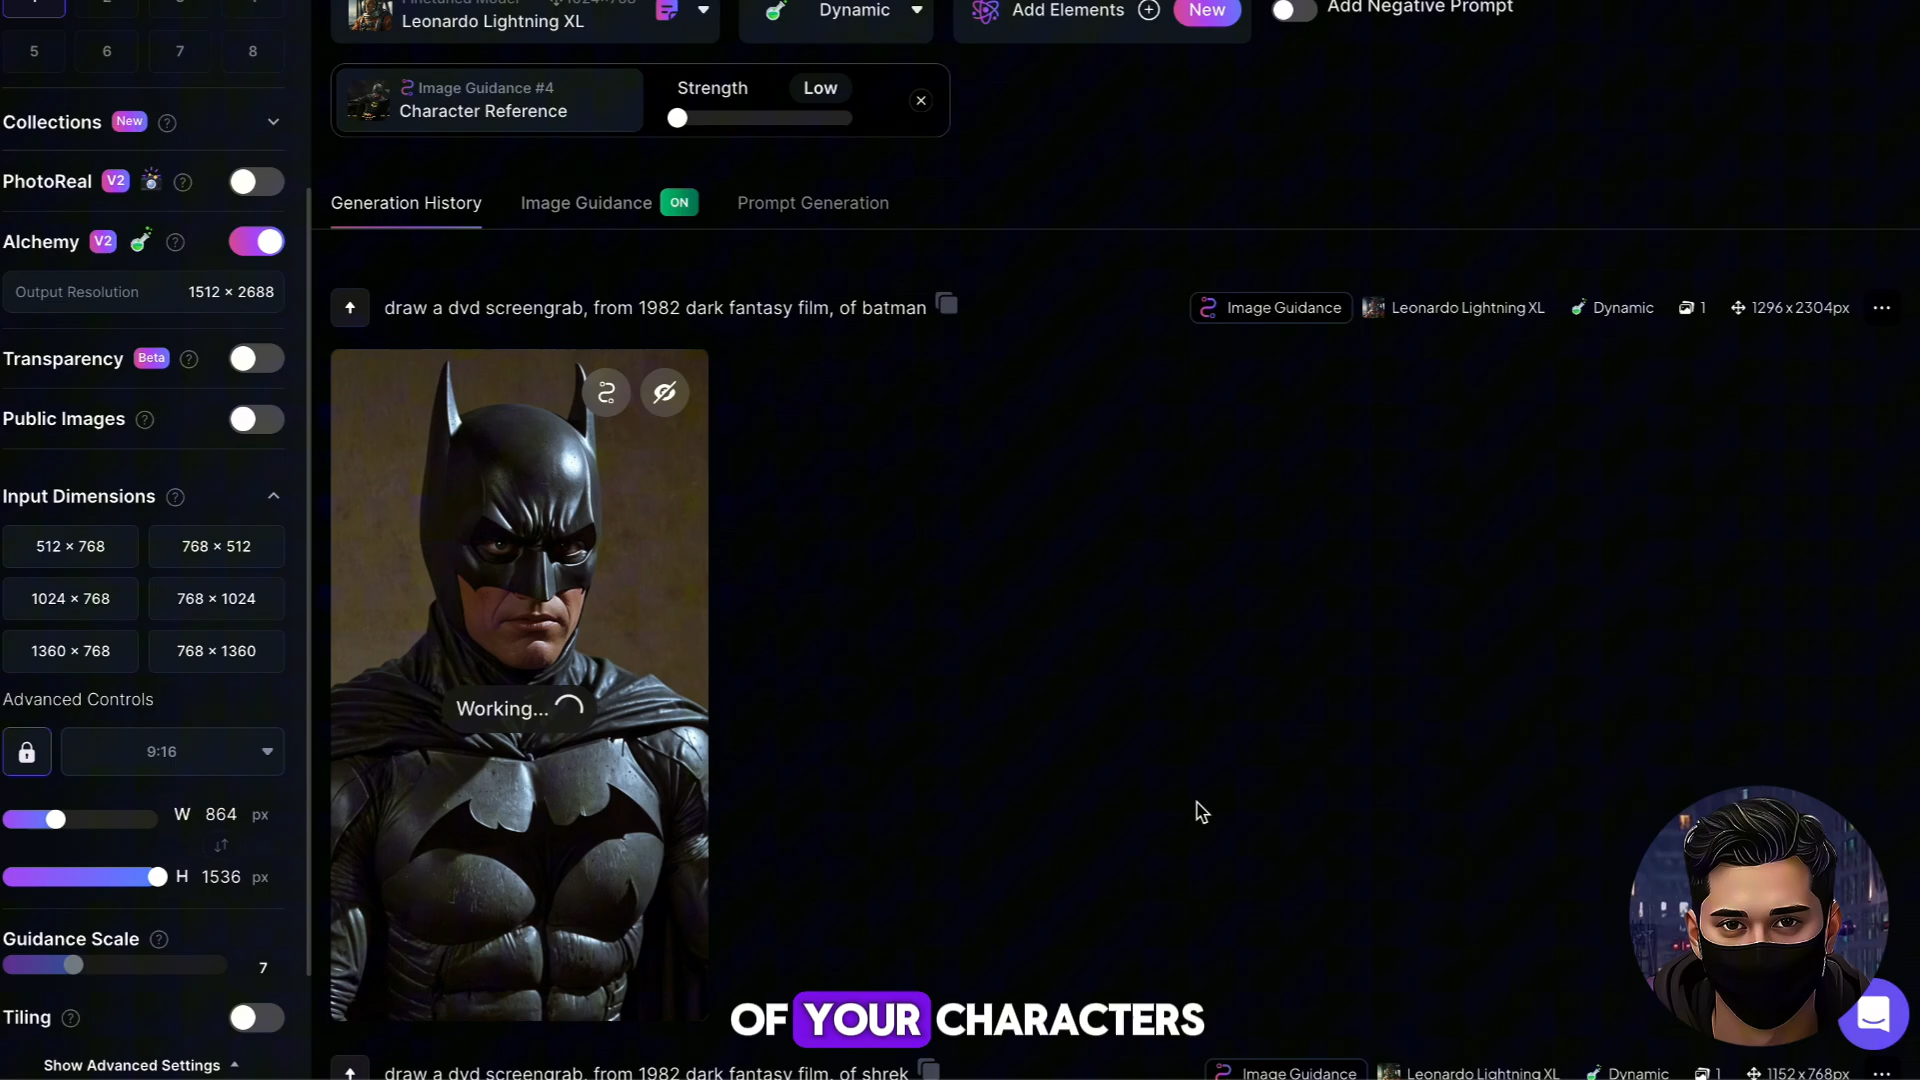 5 6 7 8
Collections New
PhotoReal V2
Alchemy V2
Output Resolution 1512 × 2688
Transparency Beta
Public Images
Input Dimensions
512 × 768 768 × 512
1024 × 768 768 × 1024
1360 × 768 768 × 1360
Advanced Controls
9:16
W 864 px
H 1536 px
Guidance Scale
7
Tiling
Show Advanced Settings
Leonardo Lightning XL
Dynamic
Add Elements New
Add Negative Prompt
Image Guidance #4
Character Reference
Strength Low
Generation History Image Guidance ON Prompt Generation
draw a dvd screengrab, from 1982 dark fantasy film, of batman
Image Guidance Leonardo Lightning XL Dynamic 1 1296 x 2304px
Working...
OF YOUR CHARACTERS
draw a dvd screengrab, from 1982 dark fantasy film, of shrek
Image Guidance Leonardo Lightning XL Dynamic 1 1152 x 768px